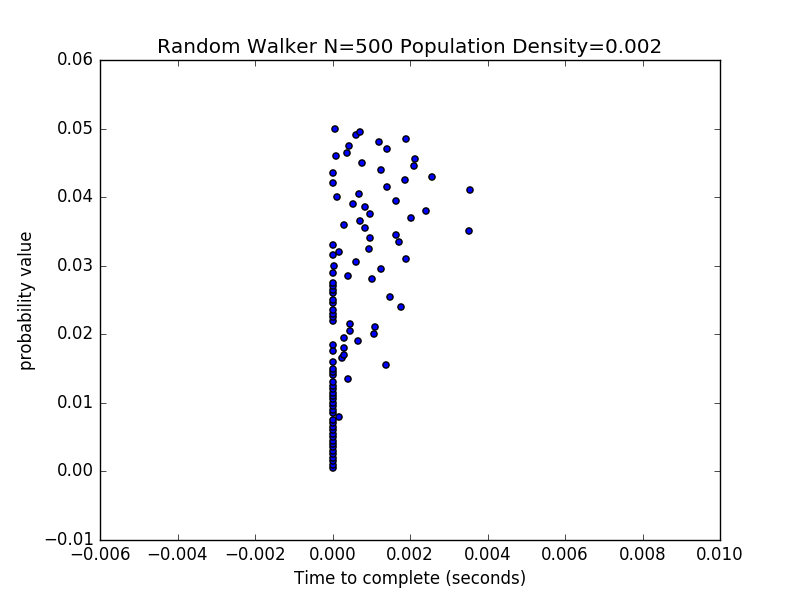 Random Walker N=500 Population Density=0.002
0.06
0.05
0.04
0.03
0.02
0.01
0.00
−0.01
probability value
−0.006 −0.004 −0.002 0.000 0.002 0.004 0.006 0.008 0.010
Time to complete (seconds)